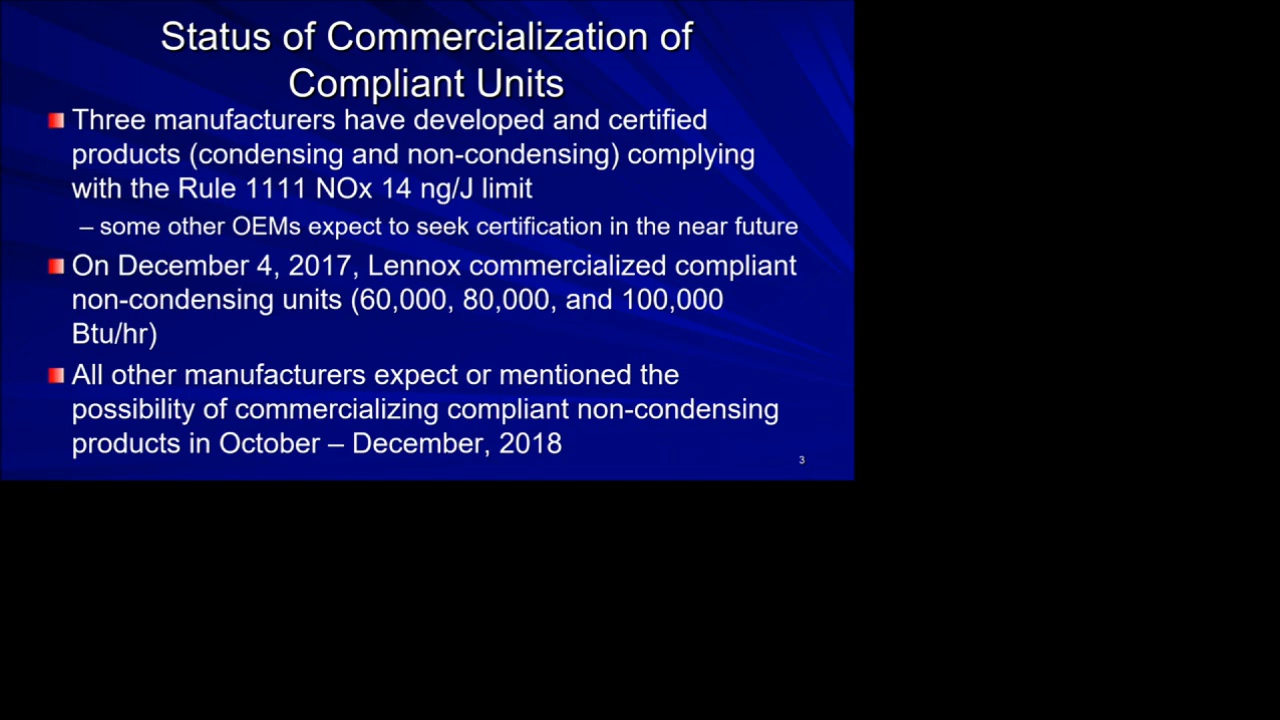 Status of Commercialization of
Compliant Units
Three manufacturers have developed and certified
products (condensing and non-condensing) complying
with the Rule 1111 NOx 14 ng/J limit
– some other OEMs expect to seek certification in the near future
On December 4, 2017, Lennox commercialized compliant
non-condensing units (60,000, 80,000, and 100,000
Btu/hr)
All other manufacturers expect or mentioned the
possibility of commercializing compliant non-condensing
products in October – December, 2018
3